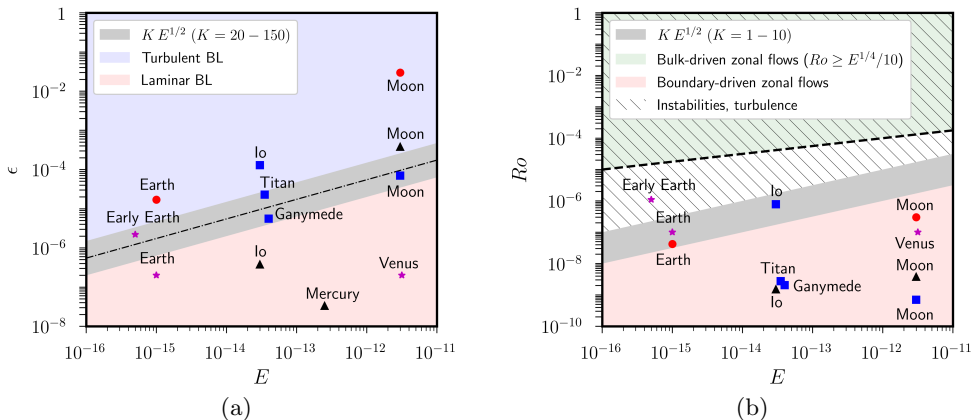 K E^{1/2} (K = 20 − 150)
Turbulent BL
Laminar BL
1
10^{−2}
10^{−4}
10^{−6}
10^{−8}
ϵ
Moon
Moon
Io
Titan
Moon
Earth
Early Earth
Ganymede
Earth
Io
Venus
Mercury
10^{−16} 10^{−15} 10^{−14} 10^{−13} 10^{−12} 10^{−11}
E
(a)
K E^{1/2} (K = 1 − 10)
Bulk-driven zonal flows (Ro ≥ E^{1/4}/10)
Boundary-driven zonal flows
Instabilities, turbulence
1
10^{−2}
10^{−4}
10^{−6}
10^{−8}
10^{−10}
Ro
Early Earth
Io
Earth
Moon
Earth
Venus
Titan
Moon
Ganymede
Io
Moon
10^{−16} 10^{−15} 10^{−14} 10^{−13} 10^{−12} 10^{−11}
E
(b)